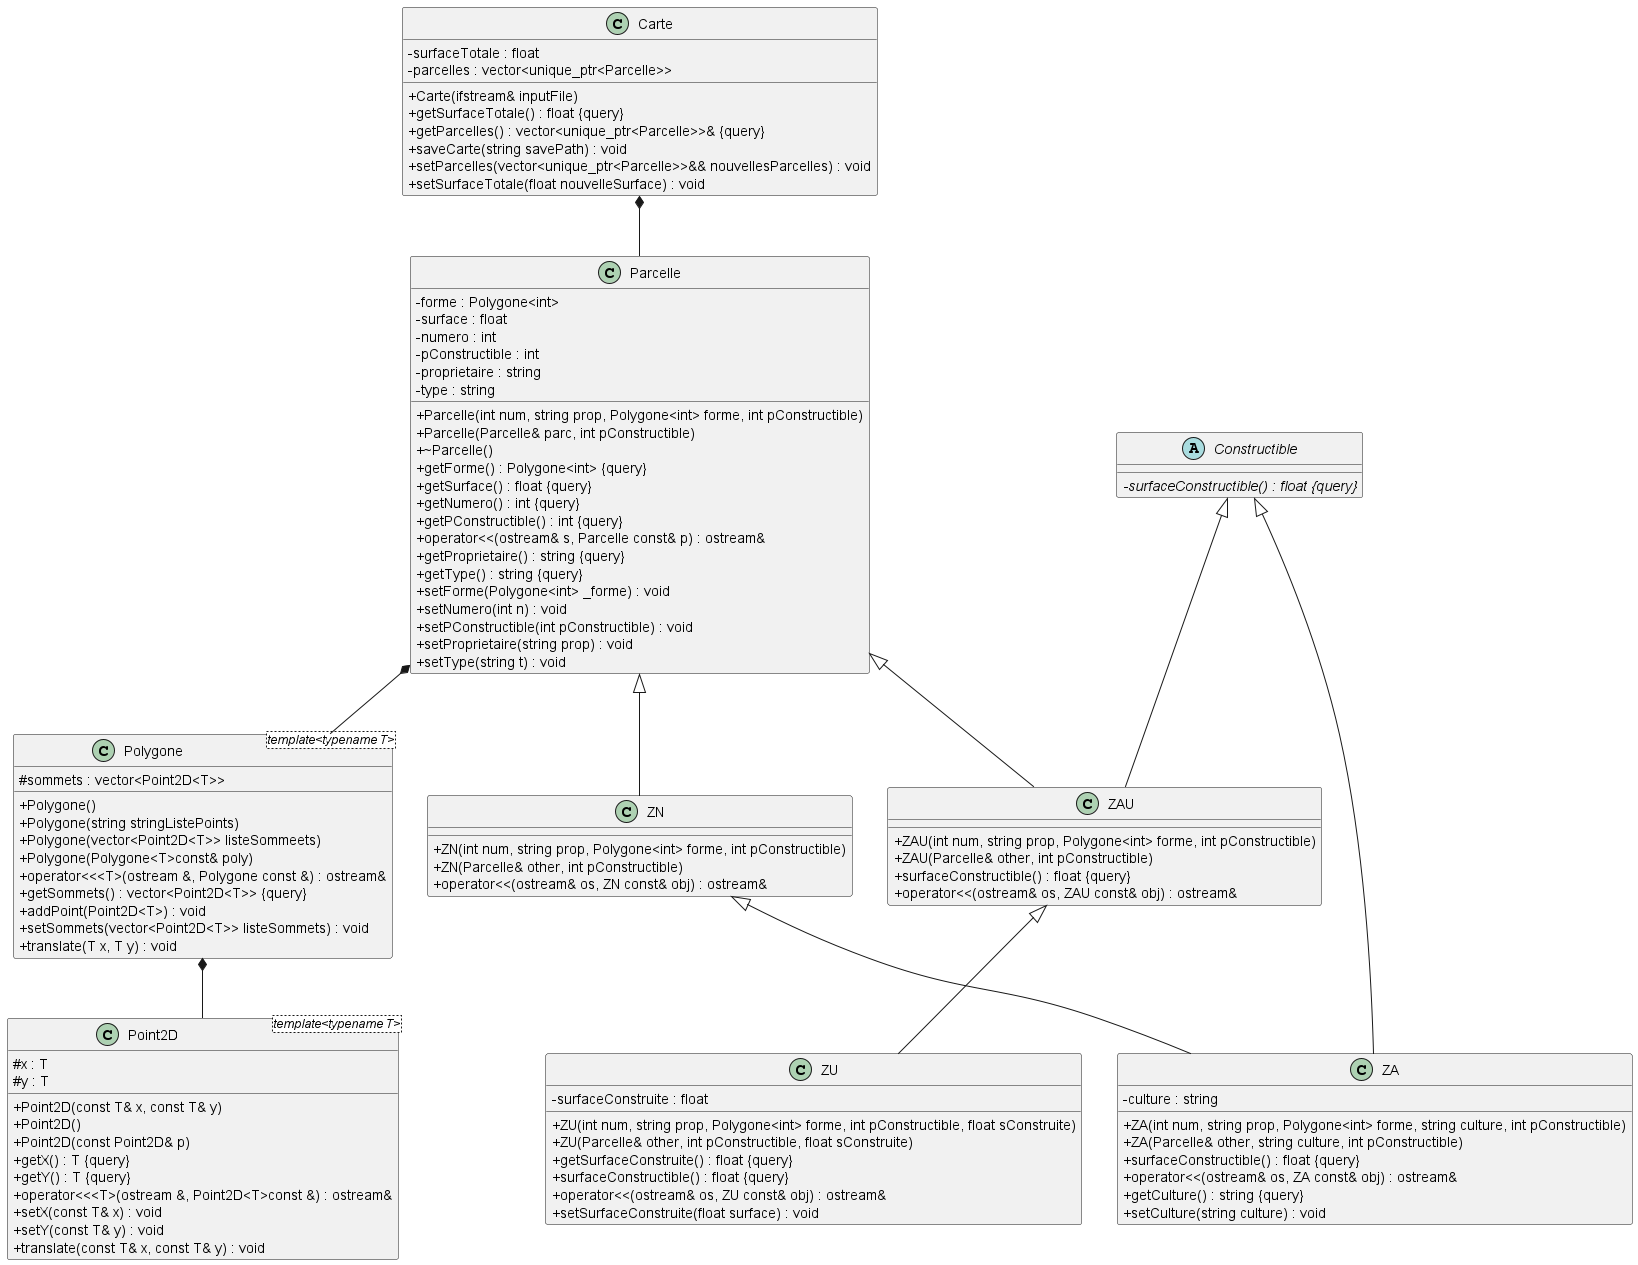 C Carte
-surfaceTotale : float
-parcelles : vector<unique_ptr<Parcelle>>
+Carte(ifstream& inputFile)
+getSurfaceTotale() : float {query}
+getParcelles() : vector<unique_ptr<Parcelle>>& {query}
+saveCarte(string savePath) : void
+setParcelles(vector<unique_ptr<Parcelle>>&& nouvellesParcelles) : void
+setSurfaceTotale(float nouvelleSurface) : void
C Parcelle
-forme : Polygone<int>
-surface : float
-numero : int
-pConstructible : int
-proprietaire : string
-type : string
+Parcelle(int num, string prop, Polygone<int> forme, int pConstructible)
+Parcelle(Parcelle& parc, int pConstructible)
+~Parcelle()
+getForme() : Polygone<int> {query}
+getSurface() : float {query}
+getNumero() : int {query}
+getPConstructible() : int {query}
+operator<<(ostream& s, Parcelle const& p) : ostream&
+getProprietaire() : string {query}
+getType() : string {query}
+setForme(Polygone<int> _forme) : void
+setNumero(int n) : void
+setPConstructible(int pConstructible) : void
+setProprietaire(string prop) : void
+setType(string t) : void
A Constructible
-surfaceConstructible() : float {query}
C Polygone
template<typename T>
#sommets : vector<Point2D<T>>
+Polygone()
+Polygone(string stringListePoints)
+Polygone(vector<Point2D<T>> listeSommeets)
+Polygone(Polygone<T>const& poly)
+operator<<<T>(ostream &, Polygone const &) : ostream&
+getSommets() : vector<Point2D<T>> {query}
+addPoint(Point2D<T>) : void
+setSommets(vector<Point2D<T>> listeSommets) : void
+translate(T x, T y) : void
C ZN
+ZN(int num, string prop, Polygone<int> forme, int pConstructible)
+ZN(Parcelle& other, int pConstructible)
+operator<<(ostream& os, ZN const& obj) : ostream&
C ZAU
+ZAU(int num, string prop, Polygone<int> forme, int pConstructible)
+ZAU(Parcelle& other, int pConstructible)
+surfaceConstructible() : float {query}
+operator<<(ostream& os, ZAU const& obj) : ostream&
C Point2D
template<typename T>
#x : T
#y : T
+Point2D(const T& x, const T& y)
+Point2D()
+Point2D(const Point2D& p)
+getX() : T {query}
+getY() : T {query}
+operator<<<T>(ostream &, Point2D<T>const &) : ostream&
+setX(const T& x) : void
+setY(const T& y) : void
+translate(const T& x, const T& y) : void
C ZU
-surfaceConstruite : float
+ZU(int num, string prop, Polygone<int> forme, int pConstructible, float sConstruite)
+ZU(Parcelle& other, int pConstructible, float sConstruite)
+getSurfaceConstruite() : float {query}
+surfaceConstructible() : float {query}
+operator<<(ostream& os, ZU const& obj) : ostream&
+setSurfaceConstruite(float surface) : void
C ZA
-culture : string
+ZA(int num, string prop, Polygone<int> forme, string culture, int pConstructible)
+ZA(Parcelle& other, string culture, int pConstructible)
+surfaceConstructible() : float {query}
+operator<<(ostream& os, ZA const& obj) : ostream&
+getCulture() : string {query}
+setCulture(string culture) : void